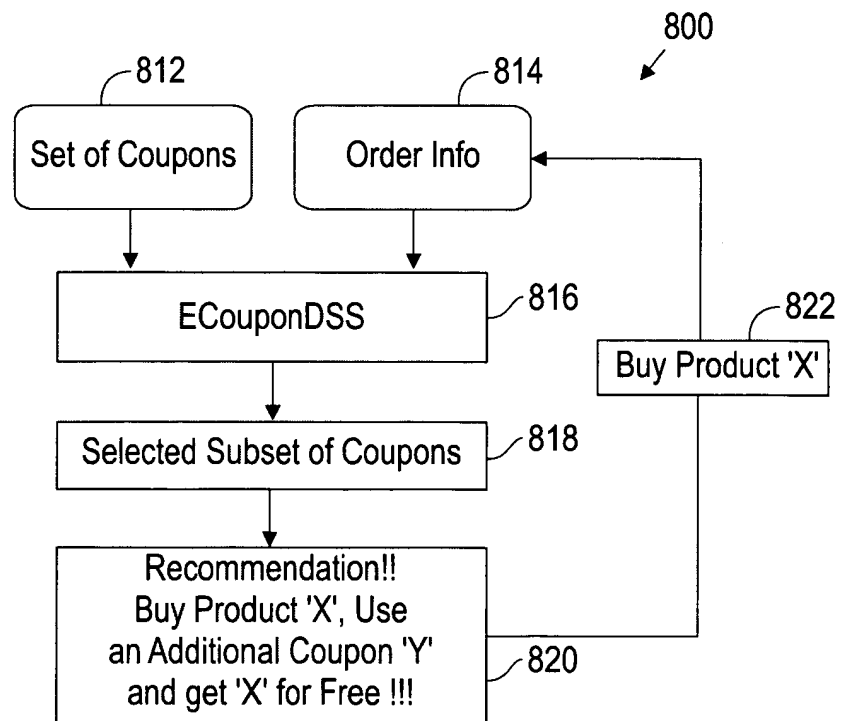 800
812
814
Set of Coupons
Order Info
ECouponDSS
816
822
Buy Product 'X'
Selected Subset of Coupons
818
Recommendation!!
Buy Product 'X', Use
an Additional Coupon 'Y'
and get 'X' for Free !!!
820